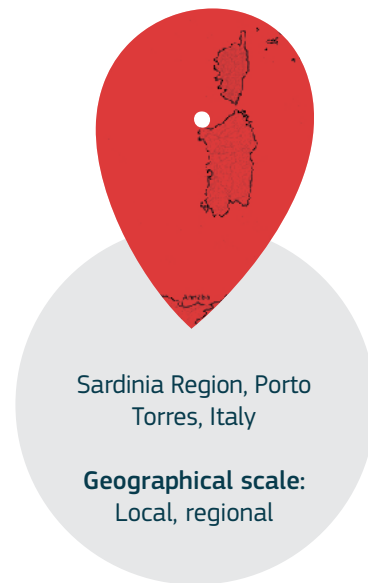 Sardinia Region, Porto
Torres, Italy
Geographical scale:
Local, regional